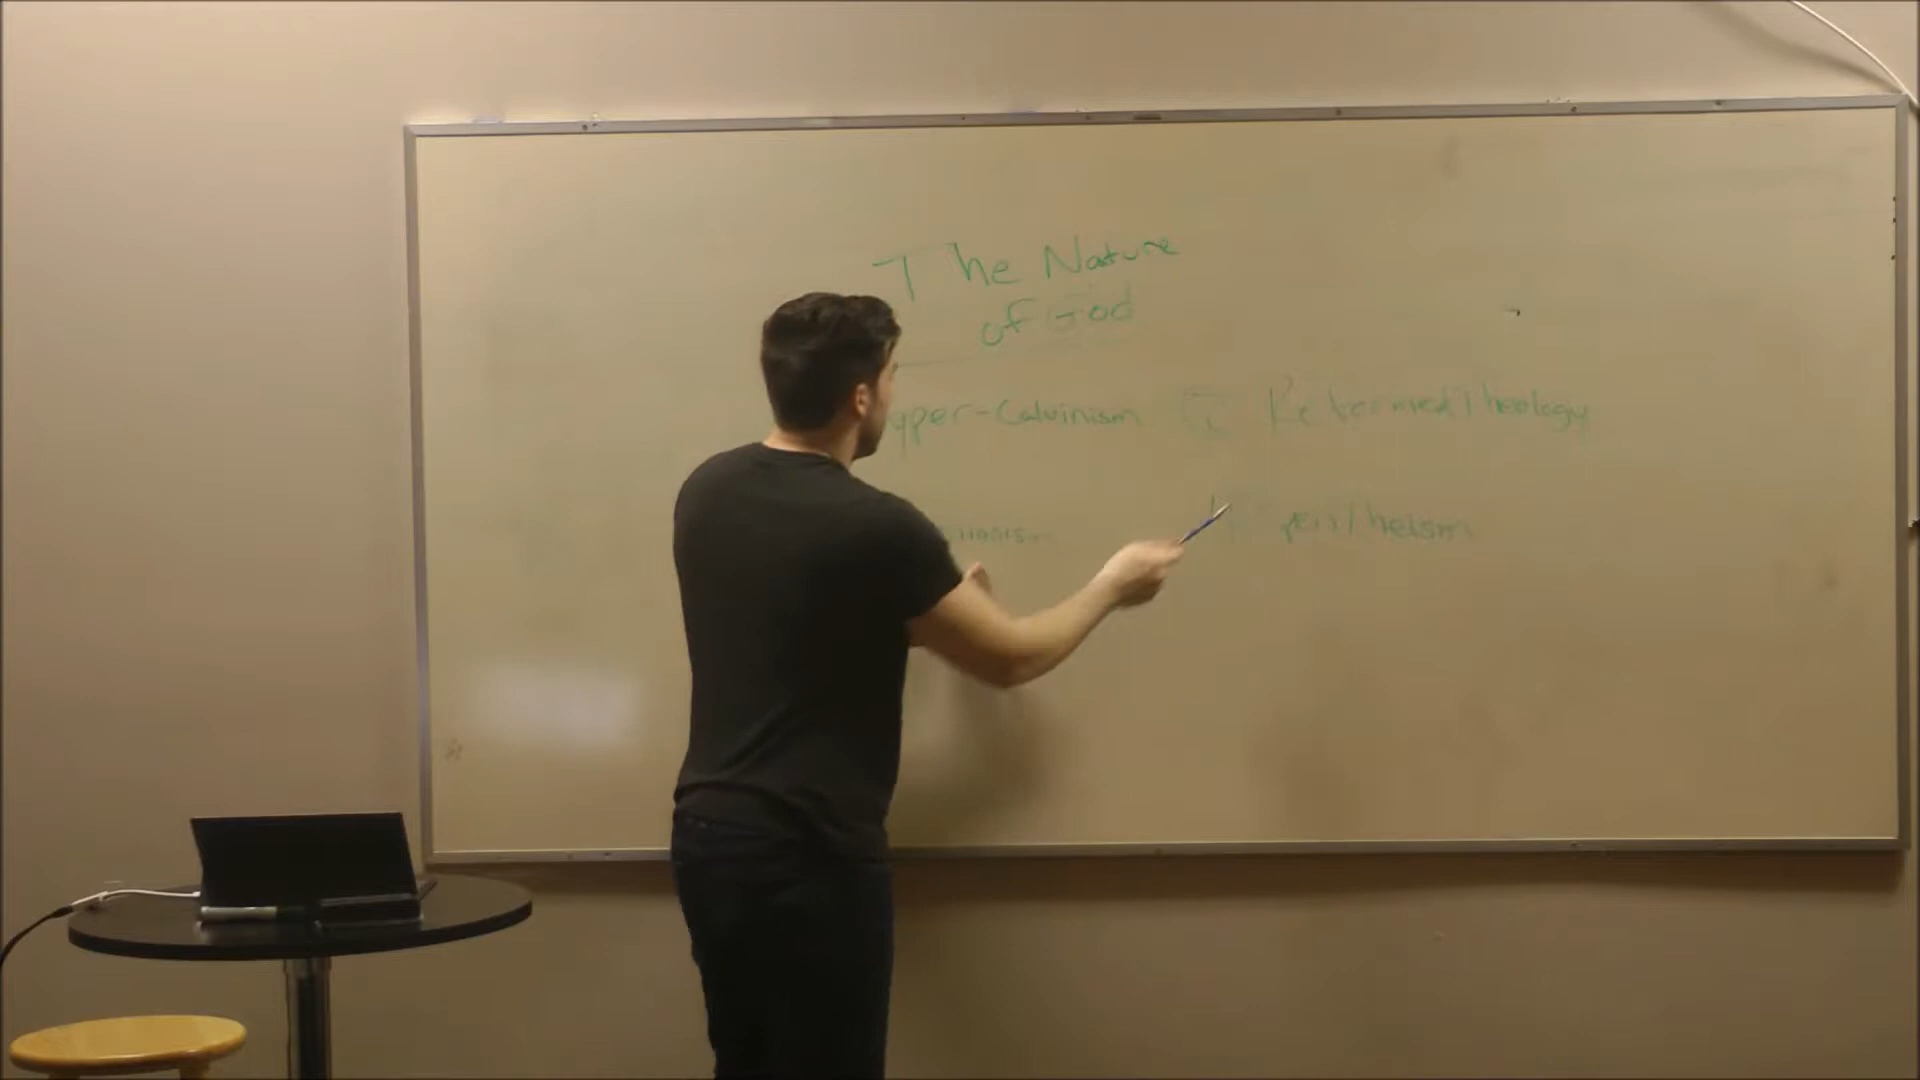 The Nature
of God
yper-Calvinism Reformed Theology
Theism